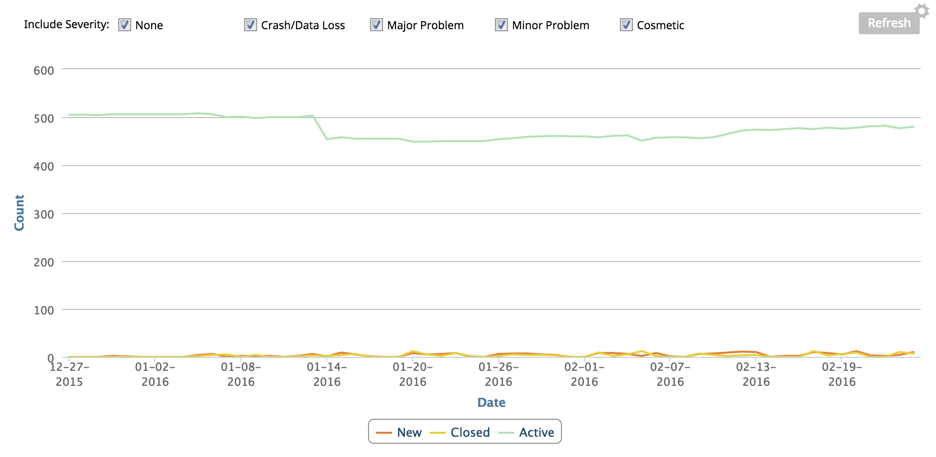 Include Severity: None Crash/Data Loss Major Problem Minor Problem Cosmetic
Refresh
600
500
400
300
200
100
0
Count
12-27-2015 01-02-2016 01-08-2016 01-14-2016 01-20-2016 01-26-2016 02-01-2016 02-07-2016 02-13-2016 02-19-2016
Date
New Closed Active